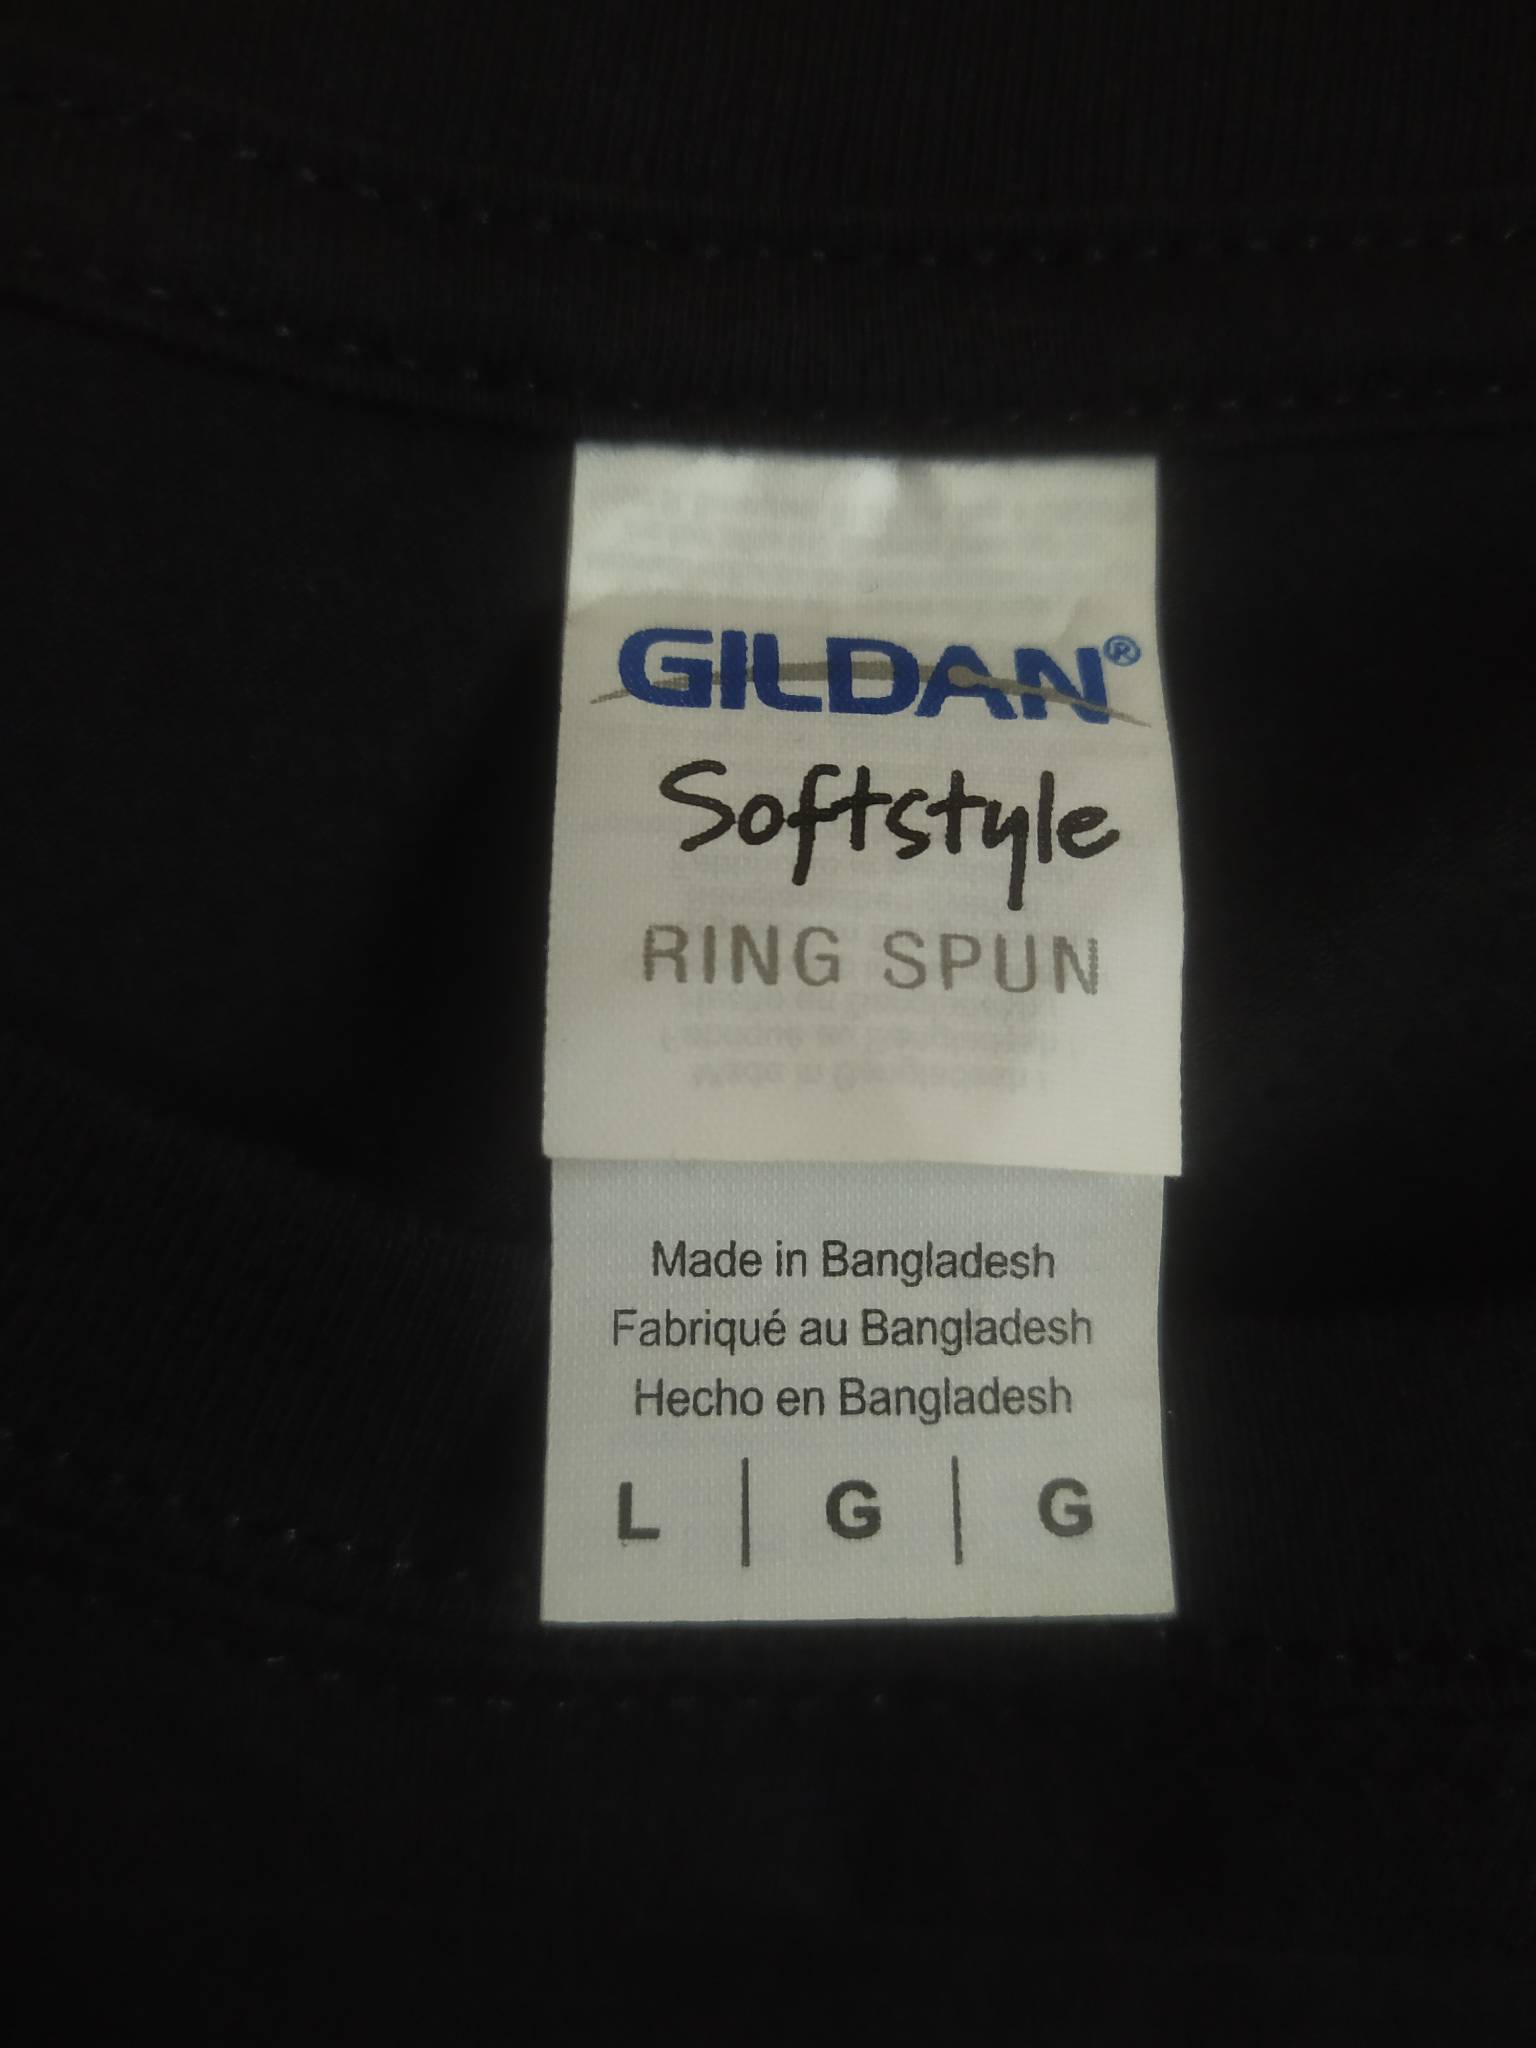 GILDAN®
Softstyle
RING SPUN
Made in Bangladesh
Fabriqué au Bangladesh
Hecho en Bangladesh
L | G | G